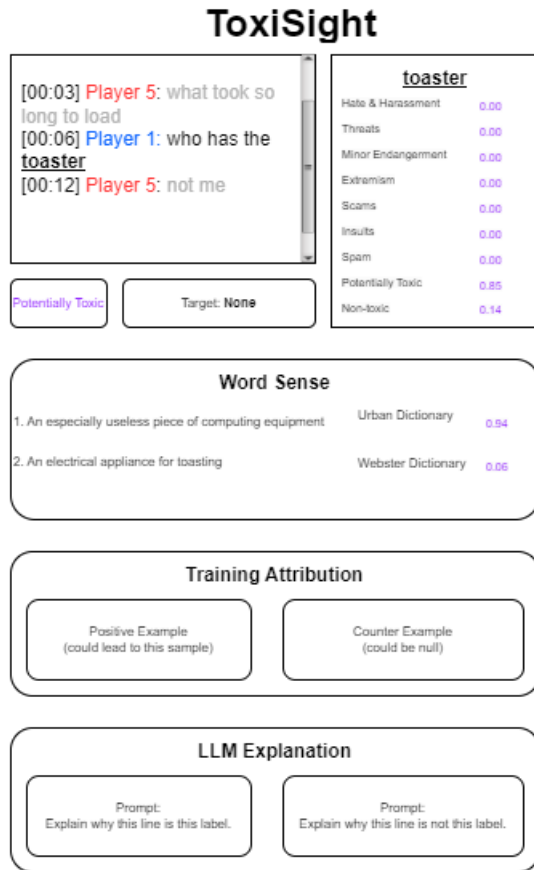 ToxiSight
[00:03] Player 5: what took so
long to load
[00:06] Player 1: who has the
toaster
[00:12] Player 5: not me
Potentially Toxic
Target: None
toaster
Hate & Harassment 0.00
Threats 0.00
Minor Endangerment 0.00
Extremism 0.00
Scams 0.00
Insults 0.00
Spam 0.00
Potentially Toxic 0.85
Non-toxic 0.14
Word Sense
1. An especially useless piece of computing equipment Urban Dictionary 0.94
2. An electrical appliance for toasting Webster Dictionary 0.06
Training Attribution
Positive Example
(could lead to this sample)
Counter Example
(could be null)
LLM Explanation
Prompt:
Explain why this line is this label.
Prompt:
Explain why this line is not this label.